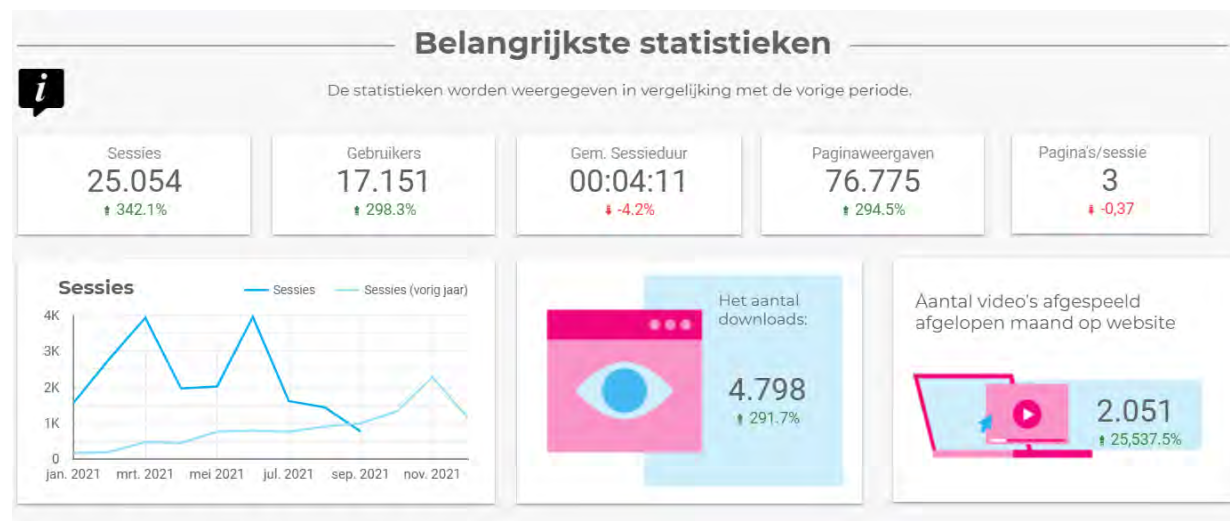 Belangrijkste statistieken
i
De statistieken worden weergegeven in vergelijking met de vorige periode.
Sessies
25.054
342.1%
Gebruikers
17.151
298.3%
Gem. Sessieduur
00:04:11
-4.2%
Paginaweergaven
76.775
294.5%
Pagina's/sessie
3
-0,37
Sessies
Sessies
Sessies (vorig jaar)
4K
3K
2K
1K
0
jan. 2021 mrt. 2021 mei 2021 jul. 2021 sep. 2021 nov. 2021
Het aantal
downloads:
4.798
291.7%
Aantal video's afgespeeld
afgelopen maand op website
2.051
25,537.5%